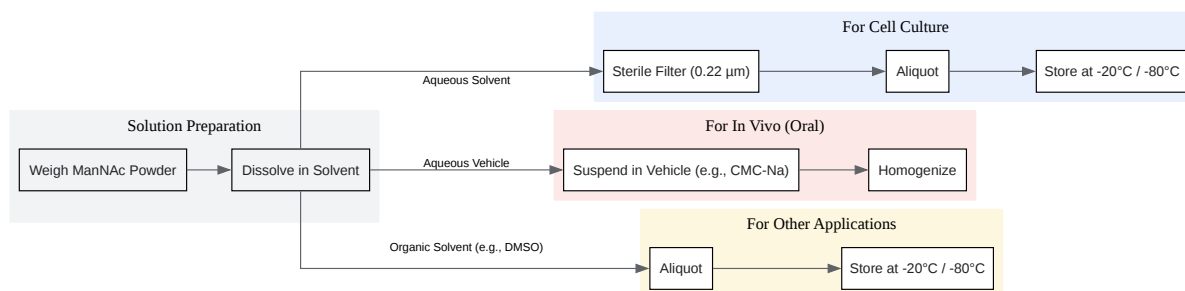 For Cell Culture
Sterile Filter (0.22 µm)
Aliquot
Store at -20°C / -80°C
Aqueous Solvent
Solution Preparation
Weigh ManNAc Powder
Dissolve in Solvent
Aqueous Vehicle
For In Vivo (Oral)
Suspend in Vehicle (e.g., CMC-Na)
Homogenize
Organic Solvent (e.g., DMSO)
For Other Applications
Aliquot
Store at -20°C / -80°C